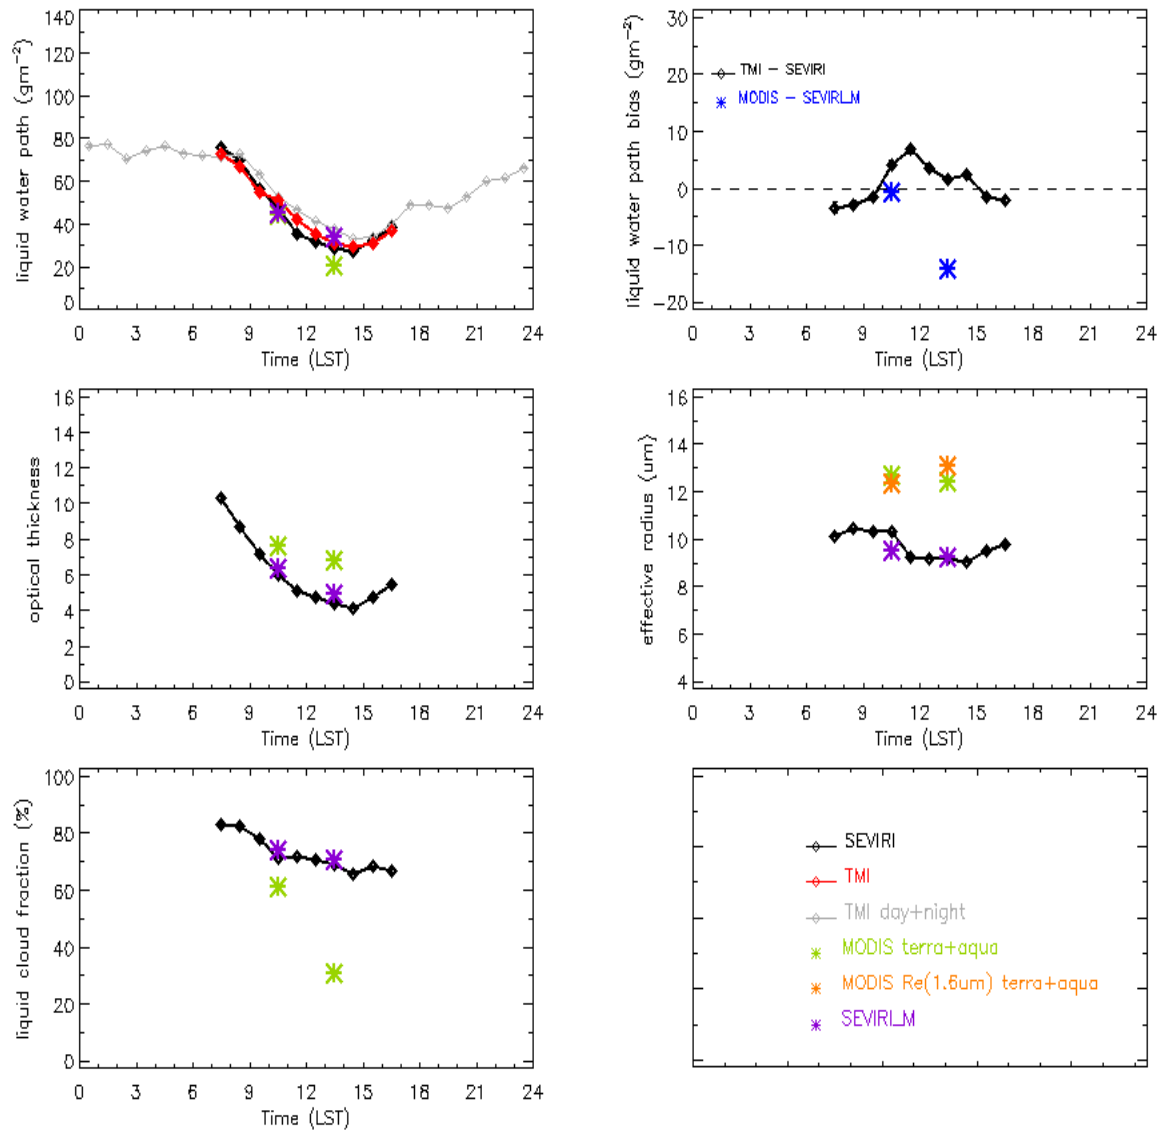 liquid water path (gm−2)
140
120
100
80
60
40
20
0
0 3 6 9 12 15 18 21 24
Time (LST)
liquid water path bias (gm−2)
30
20
10
0
−10
−20
TMI − SEVIRI
MODIS − SEVIRI_M
0 3 6 9 12 15 18 21 24
Time (LST)
optical thickness
16
14
12
10
8
6
4
2
0
0 3 6 9 12 15 18 21 24
Time (LST)
effective radius (um)
16
14
12
10
8
6
4
0 3 6 9 12 15 18 21 24
Time (LST)
liquid cloud fraction (%)
100
80
60
40
20
0
0 3 6 9 12 15 18 21 24
Time (LST)
SEVIRI
TMI
TMI day+night
MODIS terra+aqua
MODIS Re(1.6um) terra+aqua
SEVIRI_M